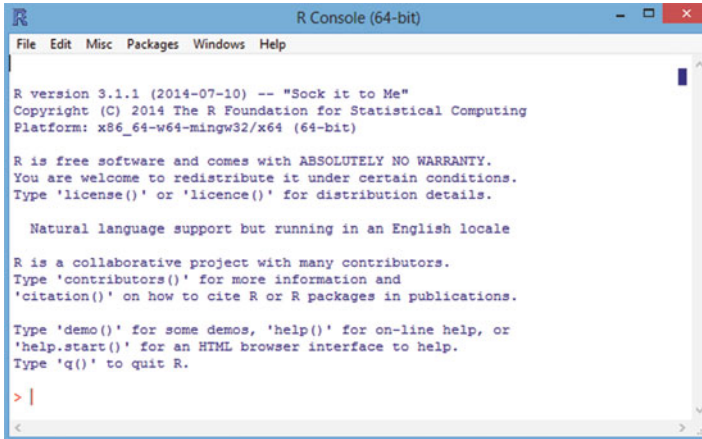 R Console (64-bit)
File Edit Misc Packages Windows Help
R version 3.1.1 (2014-07-10) -- "Sock it to Me"
Copyright (C) 2014 The R Foundation for Statistical Computing
Platform: x86_64-w64-mingw32/x64 (64-bit)
R is free software and comes with ABSOLUTELY NO WARRANTY.
You are welcome to redistribute it under certain conditions.
Type 'license()' or 'licence()' for distribution details.
Natural language support but running in an English locale
R is a collaborative project with many contributors.
Type 'contributors()' for more information and
'citation()' on how to cite R or R packages in publications.
Type 'demo()' for some demos, 'help()' for on-line help, or
'help.start()' for an HTML browser interface to help.
Type 'q()' to quit R.
>